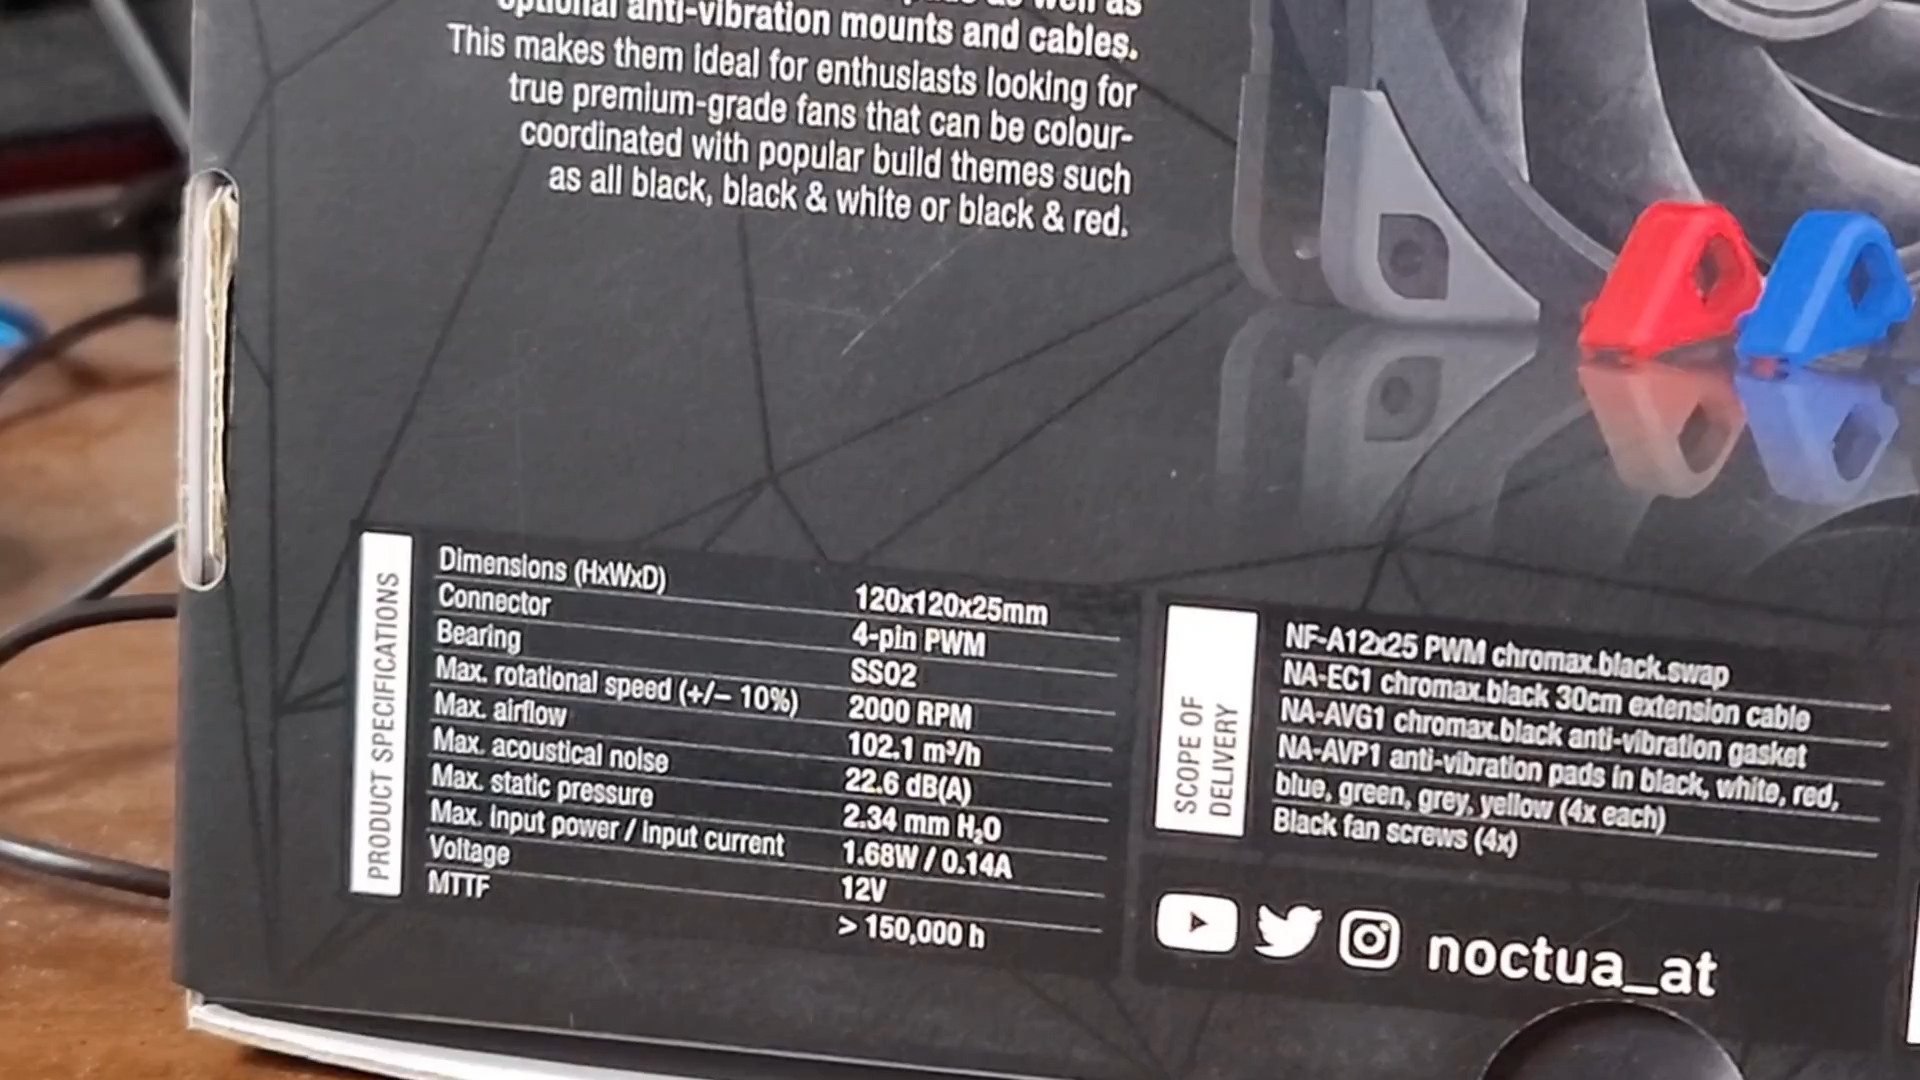 as well as
optional anti-vibration mounts and cables.
This makes them ideal for enthusiasts looking for
true premium-grade fans that can be colour-
coordinated with popular build themes such
as all black, black & white or black & red.
PRODUCT SPECIFICATIONS
Dimensions (HxWxD) 120x120x25mm
Connector 4-pin PWM
Bearing SSO2
Max. rotational speed (+/– 10%) 2000 RPM
Max. airflow 102.1 m³/h
Max. acoustical noise 22.6 dB(A)
Max. static pressure 2.34 mm H₂O
Max. input power / input current 1.68W / 0.14A
Voltage 12V
MTTF > 150,000 h
SCOPE OF
DELIVERY
NF-A12x25 PWM chromax.black.swap
NA-EC1 chromax.black 30cm extension cable
NA-AVG1 chromax.black anti-vibration gasket
NA-AVP1 anti-vibration pads in black, white, red,
blue, green, grey, yellow (4x each)
Black fan screws (4x)
noctua_at